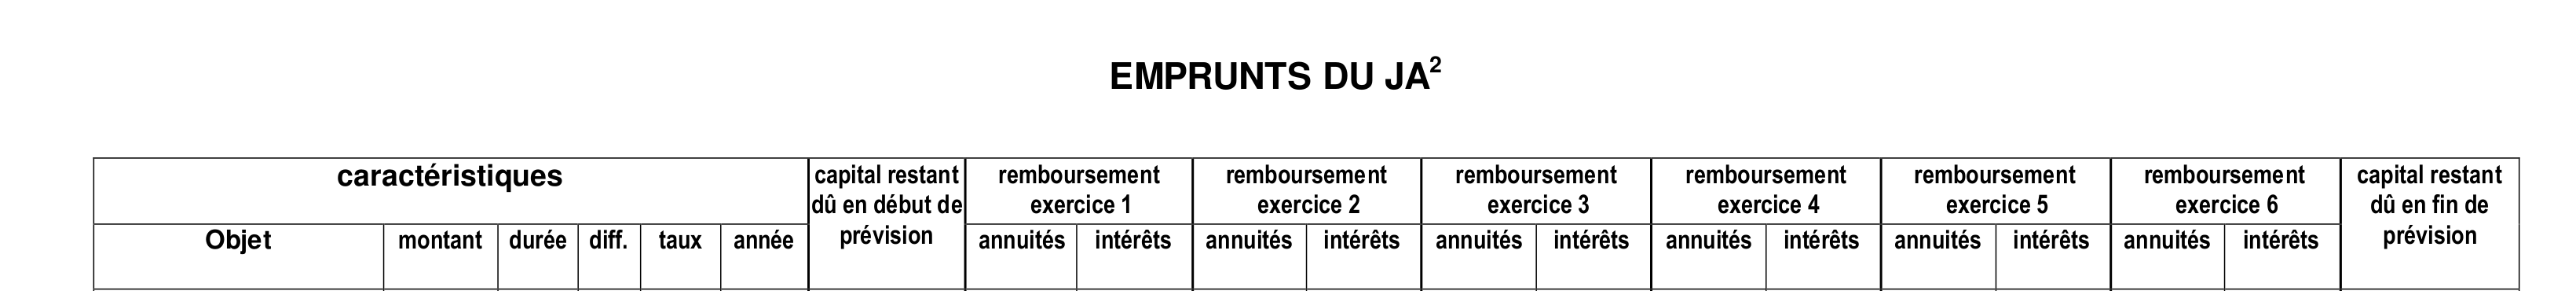 EMPRUNTS DU JA²
caractéristiques
capital restant
dû en début de
prévision
remboursement
exercice 1
remboursement
exercice 2
remboursement
exercice 3
remboursement
exercice 4
remboursement
exercice 5
remboursement
exercice 6
capital restant
dû en fin de
prévision
Objet montant durée diff. taux année
annuités intérêts annuités intérêts annuités intérêts annuités intérêts annuités intérêts annuités intérêts